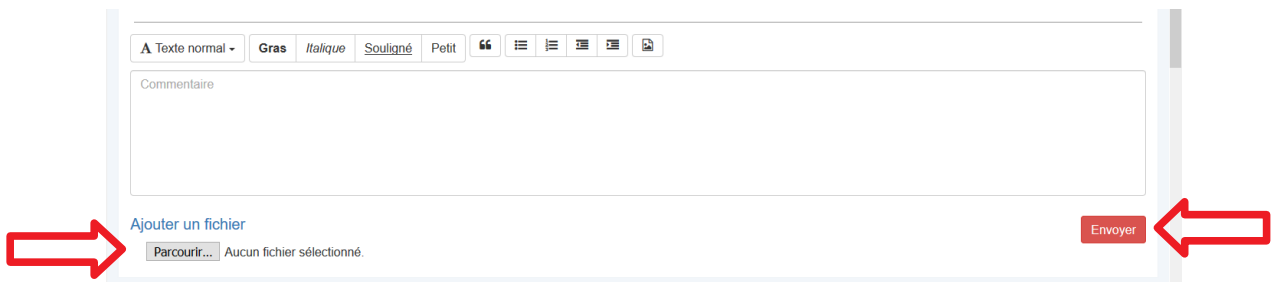 A Texte normal Gras Italique Souligné Petit
Commentaire
Ajouter un fichier
Envoyer
Parcourir... Aucun fichier sélectionné.